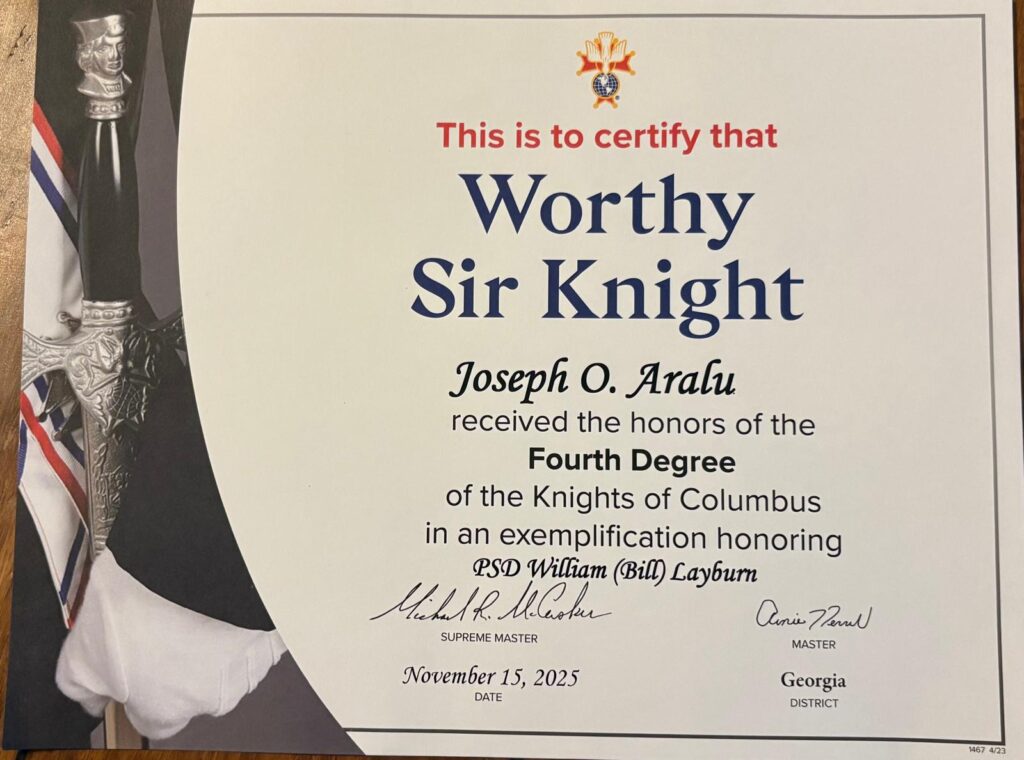 This is to certify that
Worthy
Sir Knight
Joseph O. Aralu
received the honors of the
Fourth Degree
of the Knights of Columbus
in an exemplification honoring
PSD William (Bill) Layburn
Michael R. McCusker
SUPREME MASTER
MASTER
November 15, 2025
DATE
Georgia
DISTRICT
1467 4/23